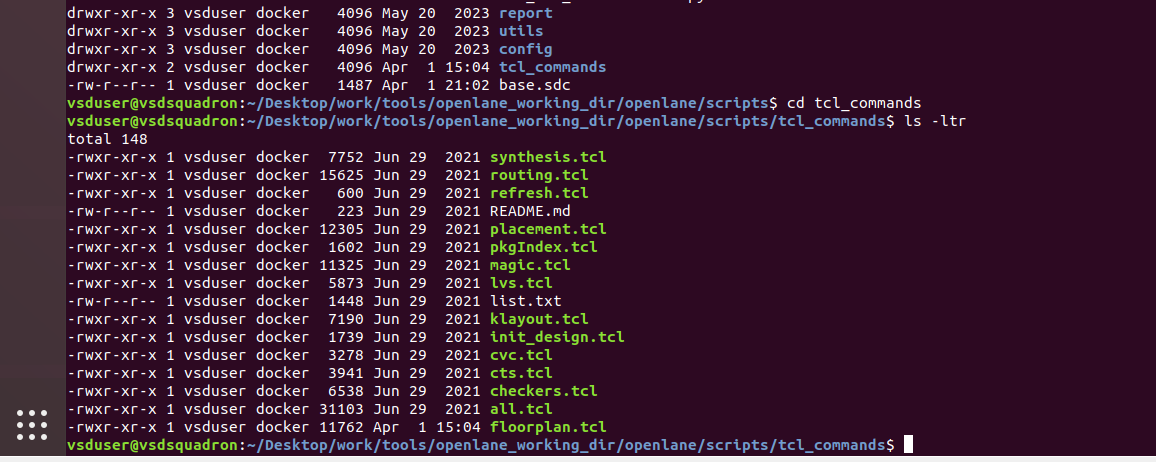 drwxr-xr-x 3 vsduser docker   4096 May 20  2023 report
drwxr-xr-x 3 vsduser docker   4096 May 20  2023 utils
drwxr-xr-x 3 vsduser docker   4096 May 20  2023 config
drwxr-xr-x 2 vsduser docker   4096 Apr  1 15:04 tcl_commands
-rw-r--r-- 1 vsduser docker   1487 Apr  1 21:02 base.sdc
vsduser@vsdsquadron:~/Desktop/work/tools/openlane_working_dir/openlane/scripts$ cd tcl_commands
vsduser@vsdsquadron:~/Desktop/work/tools/openlane_working_dir/openlane/scripts/tcl_commands$ ls -ltr
total 148
-rwxr-xr-x 1 vsduser docker  7752 Jun 29  2021 synthesis.tcl
-rwxr-xr-x 1 vsduser docker 15625 Jun 29  2021 routing.tcl
-rwxr-xr-x 1 vsduser docker   600 Jun 29  2021 refresh.tcl
-rw-r--r-- 1 vsduser docker   223 Jun 29  2021 README.md
-rwxr-xr-x 1 vsduser docker 12305 Jun 29  2021 placement.tcl
-rwxr-xr-x 1 vsduser docker  1602 Jun 29  2021 pkgIndex.tcl
-rwxr-xr-x 1 vsduser docker 11325 Jun 29  2021 magic.tcl
-rwxr-xr-x 1 vsduser docker  5873 Jun 29  2021 lvs.tcl
-rw-r--r-- 1 vsduser docker  1448 Jun 29  2021 list.txt
-rwxr-xr-x 1 vsduser docker  7190 Jun 29  2021 klayout.tcl
-rwxr-xr-x 1 vsduser docker  1739 Jun 29  2021 init_design.tcl
-rwxr-xr-x 1 vsduser docker  3278 Jun 29  2021 cvc.tcl
-rwxr-xr-x 1 vsduser docker  3941 Jun 29  2021 cts.tcl
-rwxr-xr-x 1 vsduser docker  6538 Jun 29  2021 checkers.tcl
-rwxr-xr-x 1 vsduser docker 31103 Jun 29  2021 all.tcl
-rwxr-xr-x 1 vsduser docker 11762 Apr  1 15:04 floorplan.tcl
vsduser@vsdsquadron:~/Desktop/work/tools/openlane_working_dir/openlane/scripts/tcl_commands$